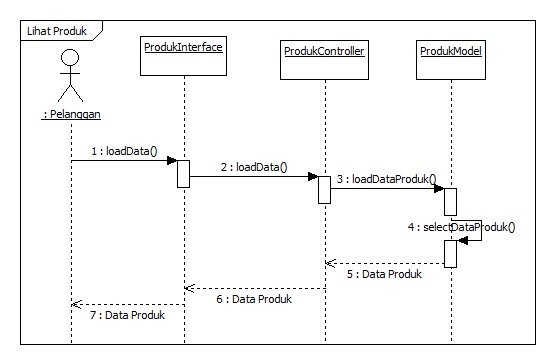 Lihat Produk
ProdukInterface
ProdukController
ProdukModel
: Pelanggan
1 : loadData()
2 : loadData()
3 : loadDataProduk()
4 : selectDataProduk()
5 : Data Produk
6 : Data Produk
7 : Data Produk